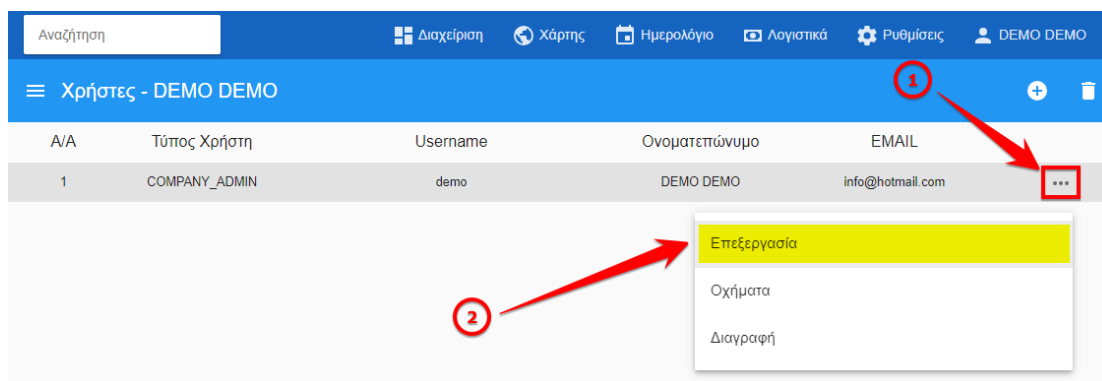 Αναζήτηση Διαχείριση Χάρτης Ημερολόγιο Λογιστικά Ρυθμίσεις DEMO DEMO
1
Χρήστες - DEMO DEMO
Α/Α Τύπος Χρήστη Username Ονοματεπώνυμο EMAIL
1 COMPANY_ADMIN demo DEMO DEMO info@hotmail.com
Επεξεργασία
Οχήματα
2
Διαγραφή